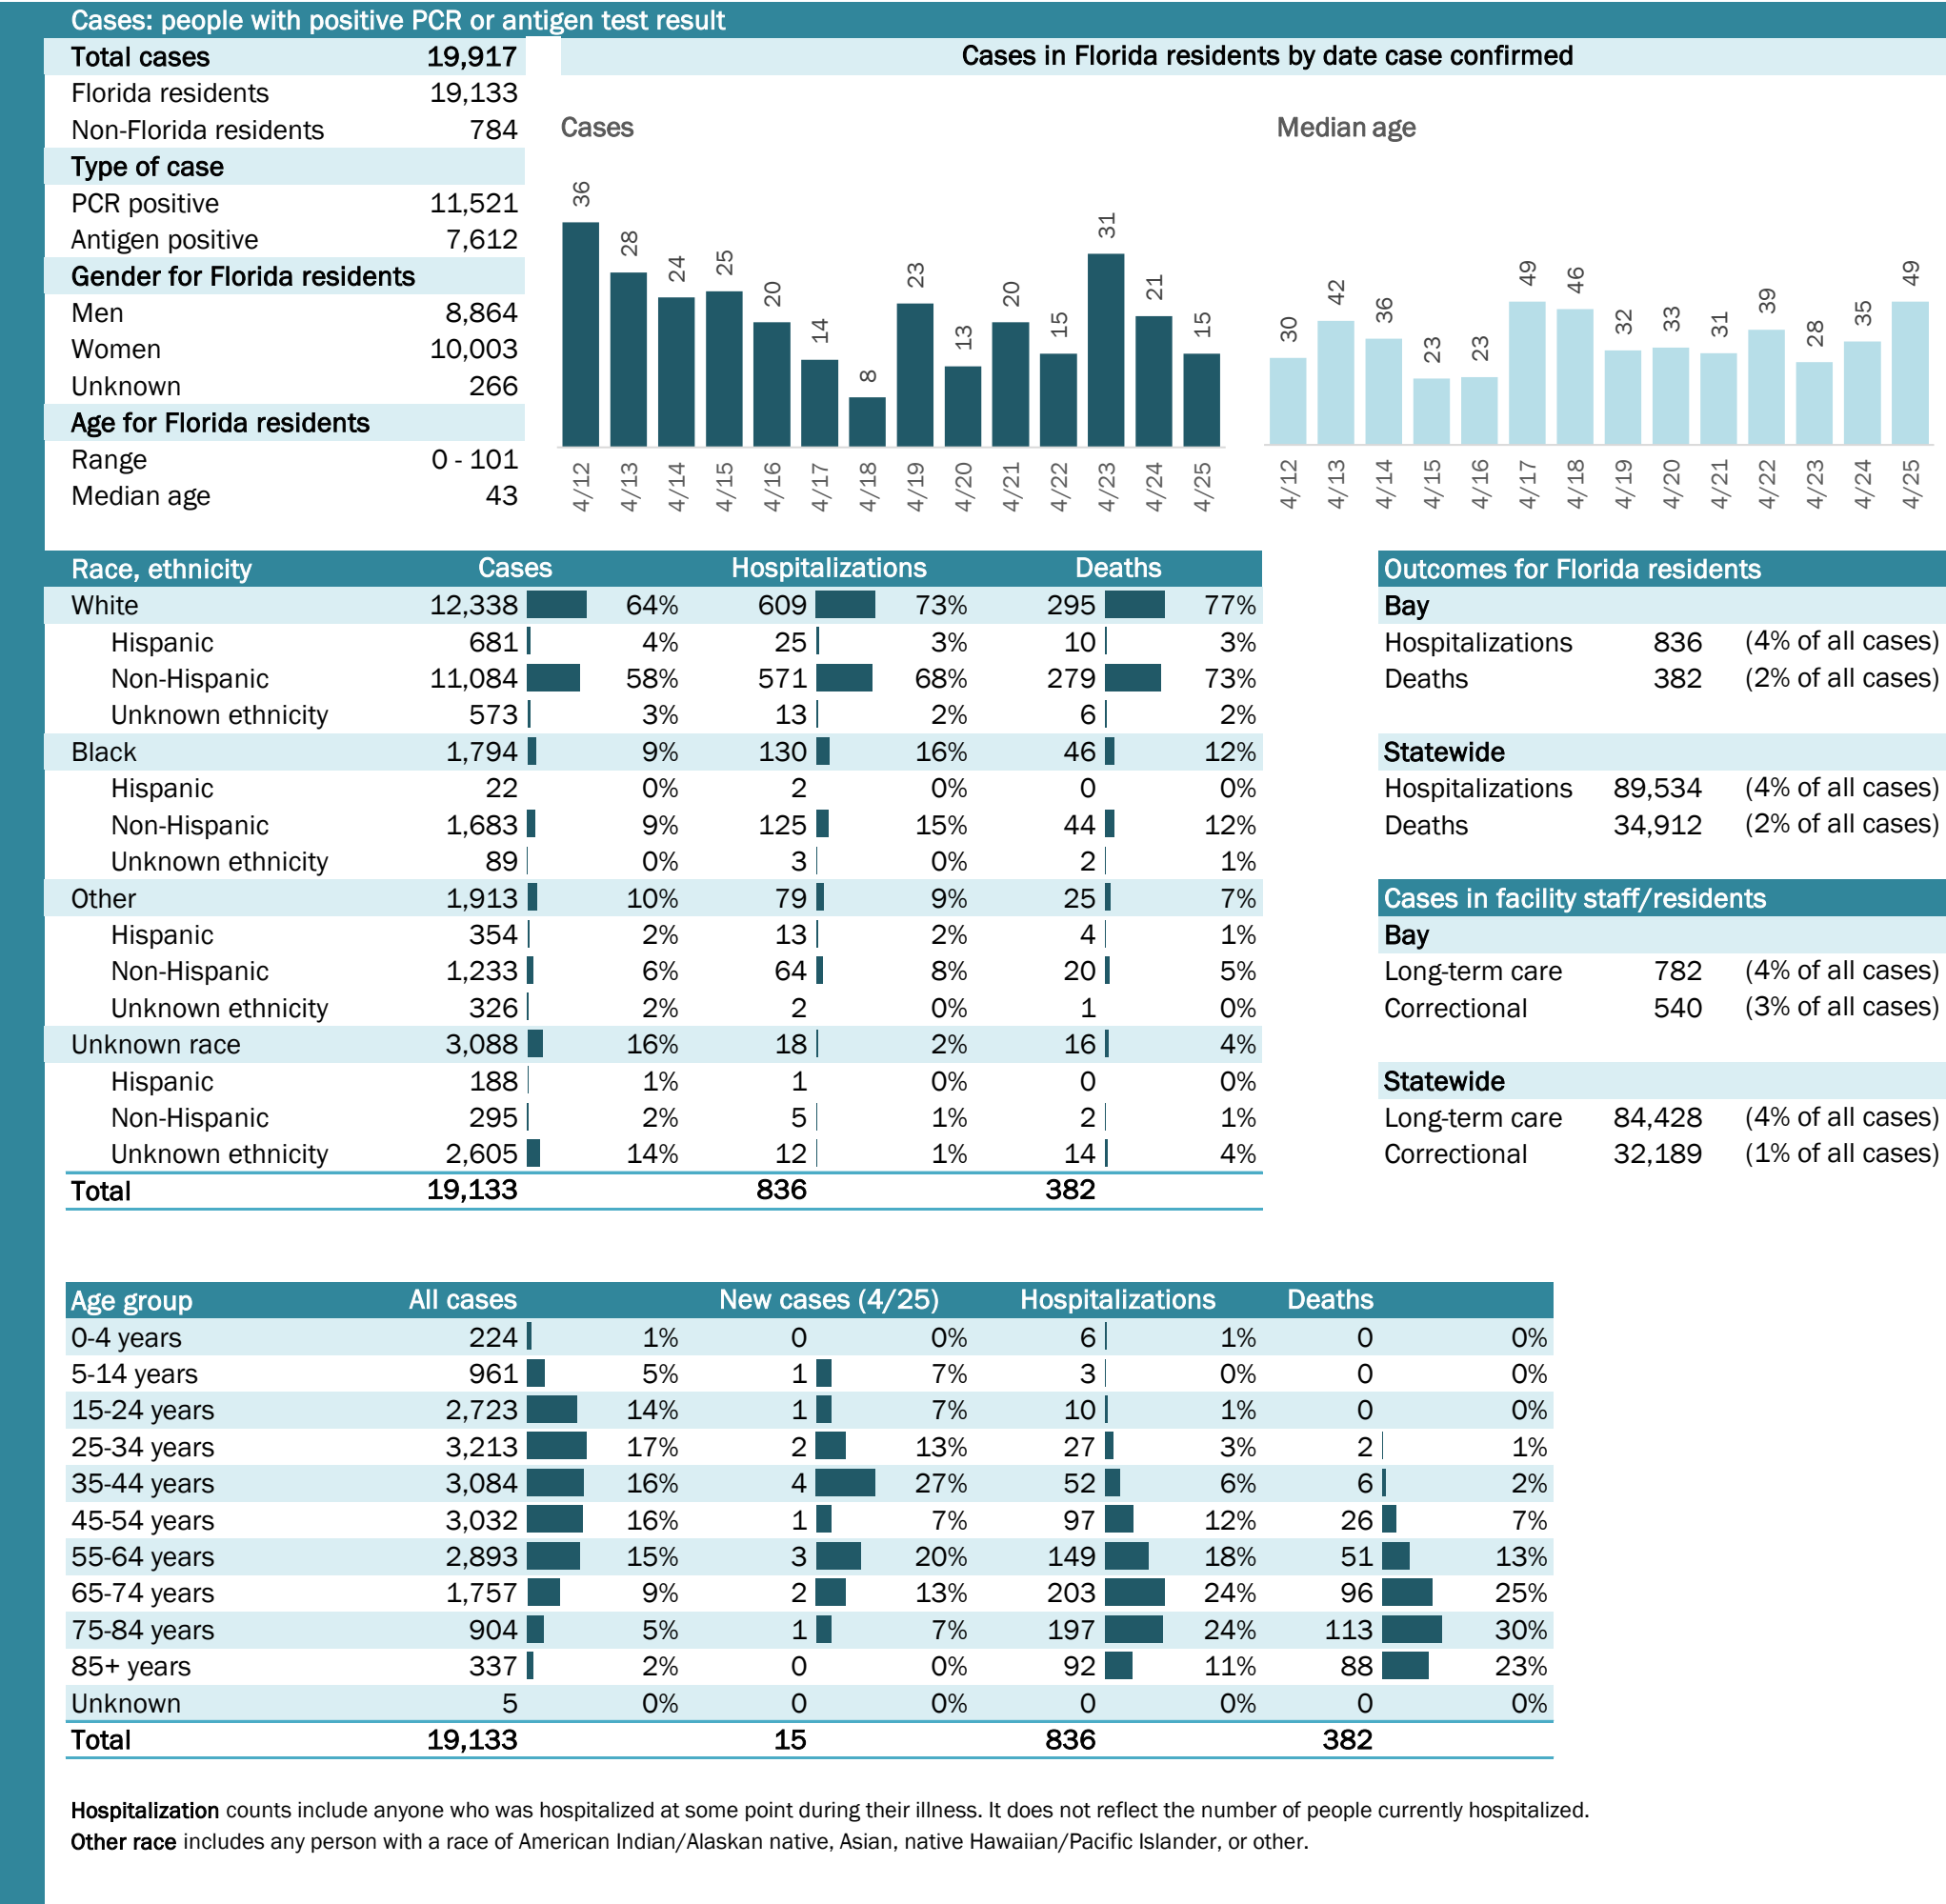 Cases: people with positive PCR or antigen test result
Total cases 19,917
Florida residents 19,133
Non-Florida residents 784
Type of case
PCR positive 11,521
Antigen positive 7,612
Gender for Florida residents
Men 8,864
Women 10,003
Unknown 266
Age for Florida residents
Range 0 - 101
Median age 43
Cases in Florida residents by date case confirmed
Cases
36 28 24 25 20 14 8 23 13 20 15 31 21 15
4/12 4/13 4/14 4/15 4/16 4/17 4/18 4/19 4/20 4/21 4/22 4/23 4/24 4/25
Median age
30 42 36 23 23 49 46 32 33 31 39 28 35 49
4/12 4/13 4/14 4/15 4/16 4/17 4/18 4/19 4/20 4/21 4/22 4/23 4/24 4/25
Race, ethnicity Cases Hospitalizations Deaths
White 12,338 64% 609 73% 295 77%
Hispanic 681 4% 25 3% 10 3%
Non-Hispanic 11,084 58% 571 68% 279 73%
Unknown ethnicity 573 3% 13 2% 6 2%
Black 1,794 9% 130 16% 46 12%
Hispanic 22 0% 2 0% 0 0%
Non-Hispanic 1,683 9% 125 15% 44 12%
Unknown ethnicity 89 0% 3 0% 2 1%
Other 1,913 10% 79 9% 25 7%
Hispanic 354 2% 13 2% 4 1%
Non-Hispanic 1,233 6% 64 8% 20 5%
Unknown ethnicity 326 2% 2 0% 1 0%
Unknown race 3,088 16% 18 2% 16 4%
Hispanic 188 1% 1 0% 0 0%
Non-Hispanic 295 2% 5 1% 2 1%
Unknown ethnicity 2,605 14% 12 1% 14 4%
Total 19,133 836 382
Outcomes for Florida residents
Bay
Hospitalizations 836 (4% of all cases)
Deaths 382 (2% of all cases)
Statewide
Hospitalizations 89,534 (4% of all cases)
Deaths 34,912 (2% of all cases)
Cases in facility staff/residents
Bay
Long-term care 782 (4% of all cases)
Correctional 540 (3% of all cases)
Statewide
Long-term care 84,428 (4% of all cases)
Correctional 32,189 (1% of all cases)
Age group All cases New cases (4/25) Hospitalizations Deaths
0-4 years 224 1% 0 0% 6 1% 0 0%
5-14 years 961 5% 1 7% 3 0% 0 0%
15-24 years 2,723 14% 1 7% 10 1% 0 0%
25-34 years 3,213 17% 2 13% 27 3% 2 1%
35-44 years 3,084 16% 4 27% 52 6% 6 2%
45-54 years 3,032 16% 1 7% 97 12% 26 7%
55-64 years 2,893 15% 3 20% 149 18% 51 13%
65-74 years 1,757 9% 2 13% 203 24% 96 25%
75-84 years 904 5% 1 7% 197 24% 113 30%
85+ years 337 2% 0 0% 92 11% 88 23%
Unknown 5 0% 0 0% 0 0% 0 0%
Total 19,133 15 836 382
Hospitalization counts include anyone who was hospitalized at some point during their illness. It does not reflect the number of people currently hospitalized.
Other race includes any person with a race of American Indian/Alaskan native, Asian, native Hawaiian/Pacific Islander, or other.